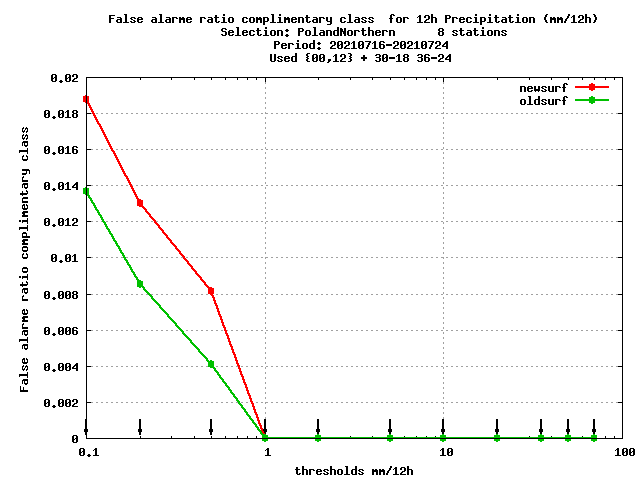 False alarme ratio complimentary class  for 12h Precipitation (mm/12h)
Selection: PolandNorthern      8 stations
Period: 20210716-20210724
Used {00,12} + 30-18 36-24
newsurf
oldsurf
False alarme ratio complimentary class
0.02
0.018
0.016
0.014
0.012
0.01
0.008
0.006
0.004
0.002
0
0.1 1 10 100
thresholds mm/12h